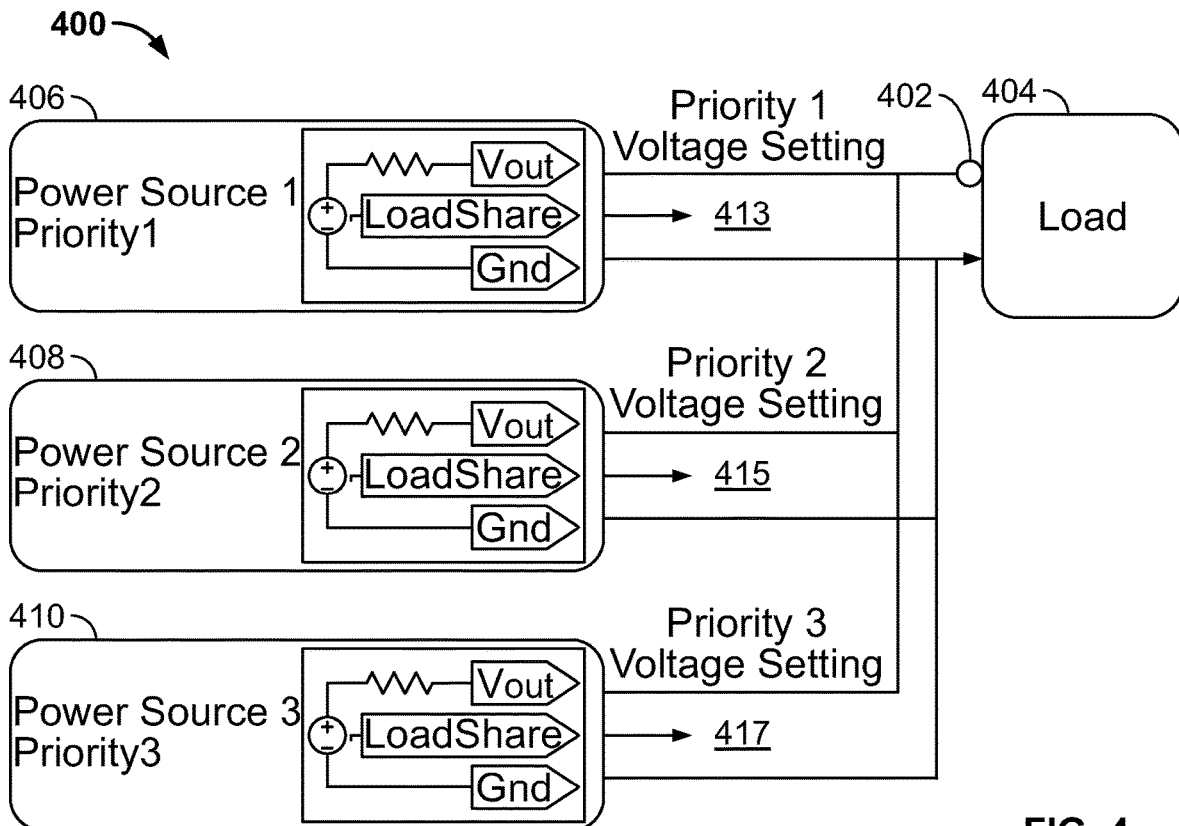 400
406
Power Source 1
Priority1
+
−
Vout
LoadShare
Gnd
Priority 1
Voltage Setting
413
402
404
Load
408
Power Source 2
Priority2
+
−
Vout
LoadShare
Gnd
Priority 2
Voltage Setting
415
410
Power Source 3
Priority3
+
−
Vout
LoadShare
Gnd
Priority 3
Voltage Setting
417
FIG. 4